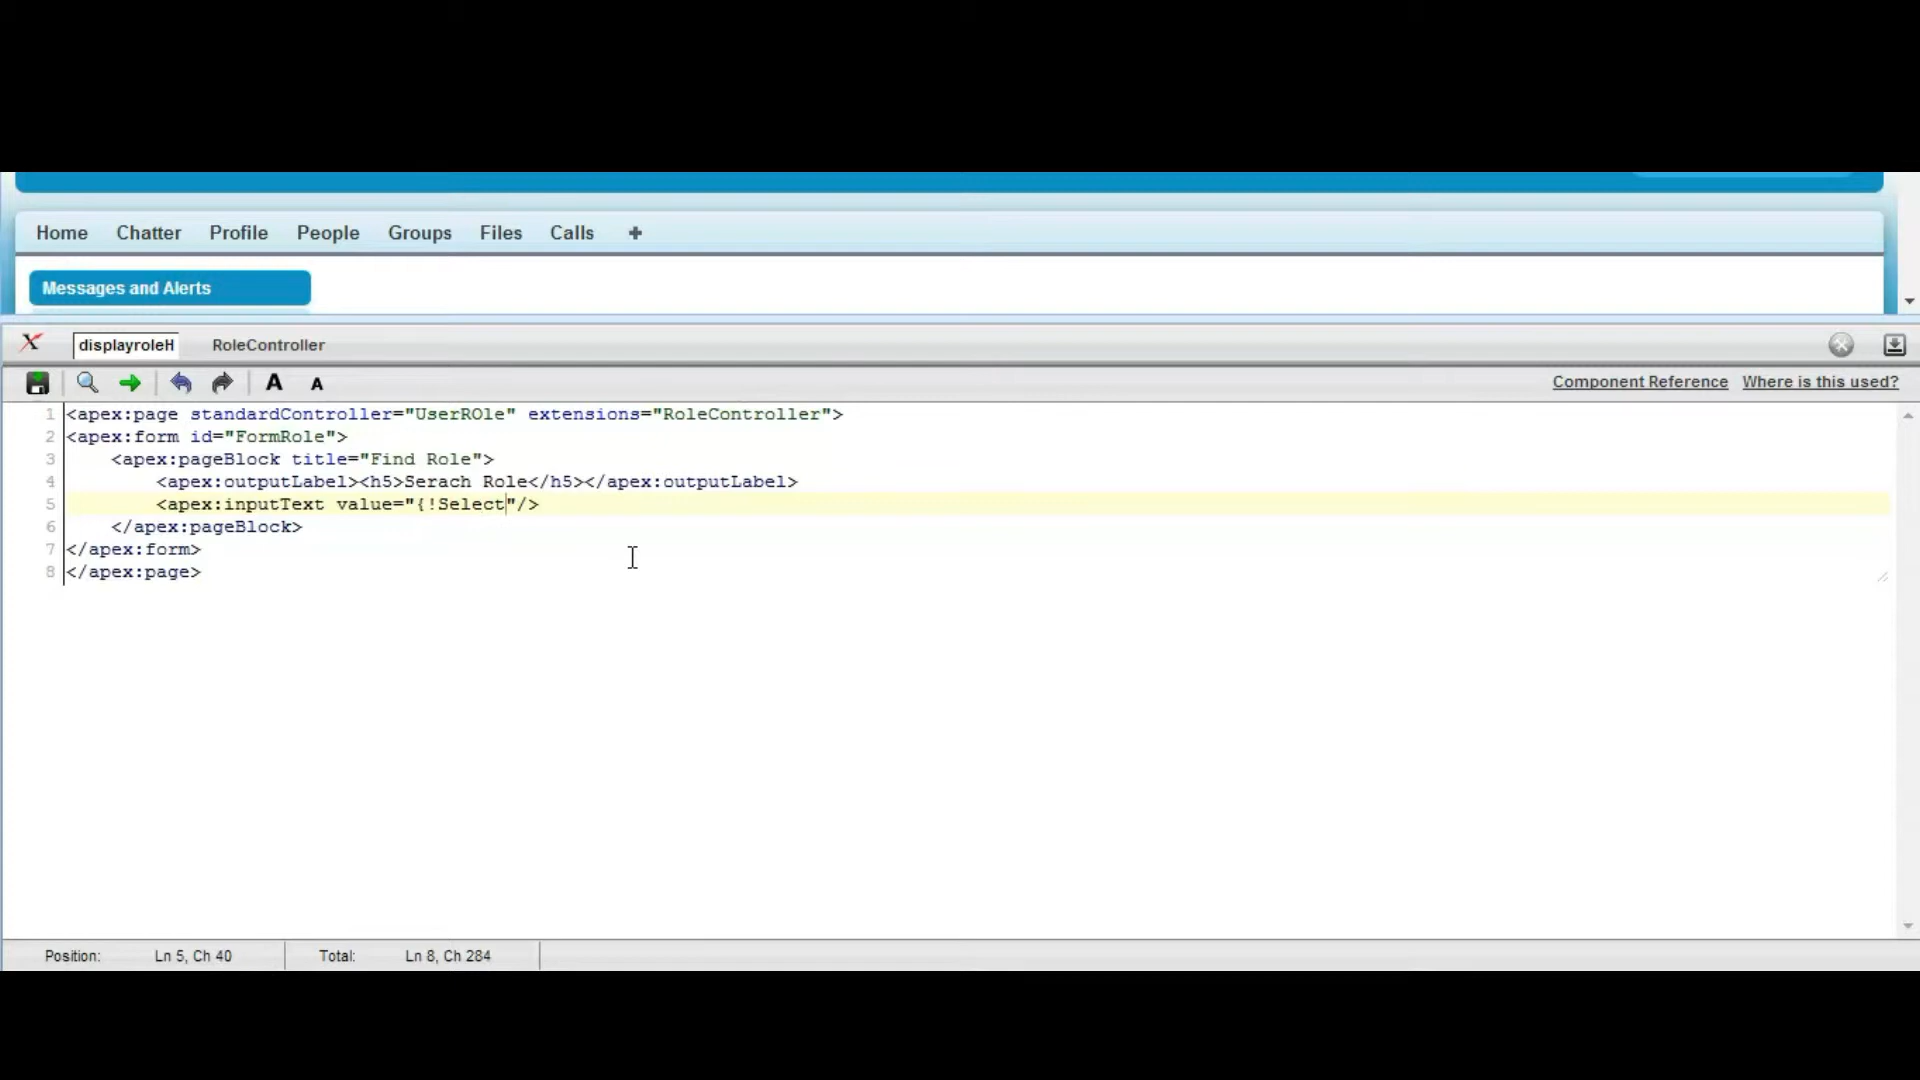 Home Chatter Profile People Groups Files Calls +
Messages and Alerts
displayroleH RoleController
A A Component Reference Where is this used?
1 <apex:page standardController="UserROle" extensions="RoleController">
2 <apex:form id="FormRole">
3 <apex:pageBlock title="Find Role">
4 <apex:outputLabel><h5>Serach Role</h5></apex:outputLabel>
5 <apex:inputText value="{!Select"/>
6 </apex:pageBlock>
7 </apex:form>
8 </apex:page>
Position: Ln 5, Ch 40 Total: Ln 8, Ch 284